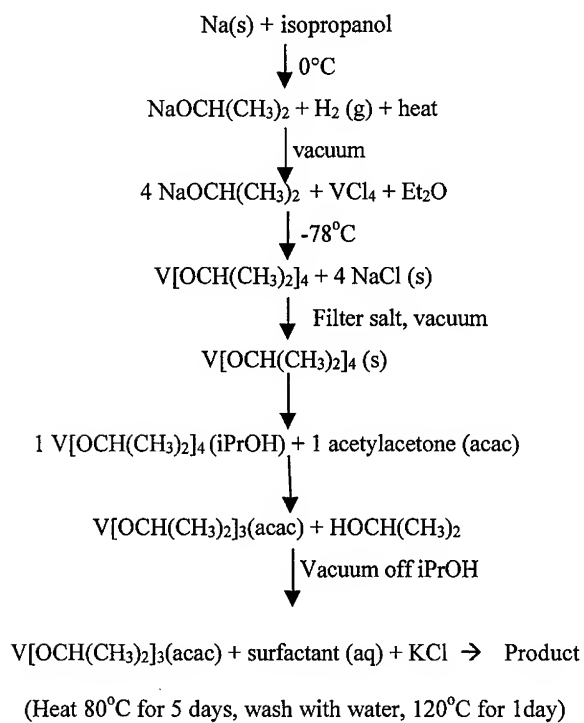 Na(s) + isopropanol
0°C
NaOCH(CH₃)₂ + H₂ (g) + heat
vacuum
4 NaOCH(CH₃)₂ + VCl₄ + Et₂O
-78°C
V[OCH(CH₃)₂]₄ + 4 NaCl (s)
Filter salt, vacuum
V[OCH(CH₃)₂]₄ (s)
1 V[OCH(CH₃)₂]₄ (iPrOH) + 1 acetylacetone (acac)
V[OCH(CH₃)₂]₃(acac) + HOCH(CH₃)₂
Vacuum off iPrOH
V[OCH(CH₃)₂]₃(acac) + surfactant (aq) + KCl → Product
(Heat 80°C for 5 days, wash with water, 120°C for 1day)